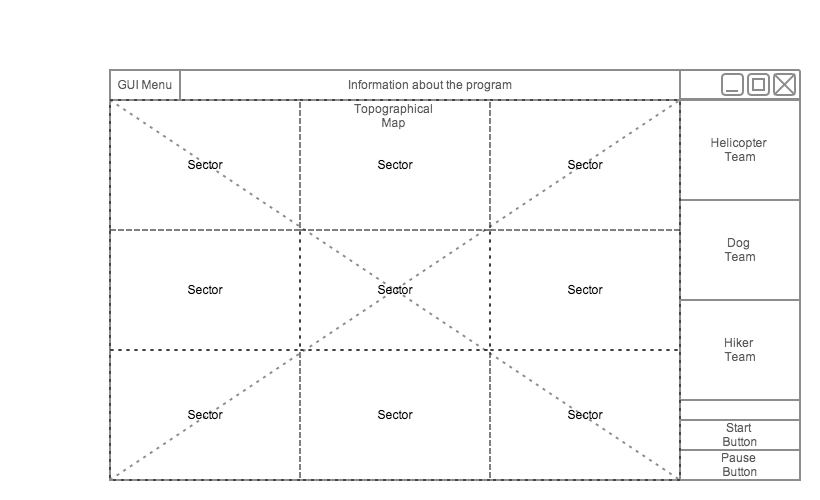 GUI Menu
Information about the program
Topographical
Map
Sector
Sector
Sector
Helicopter
Team
Sector
Sector
Sector
Dog
Team
Hiker
Team
Sector
Sector
Sector
Start
Button
Pause
Button